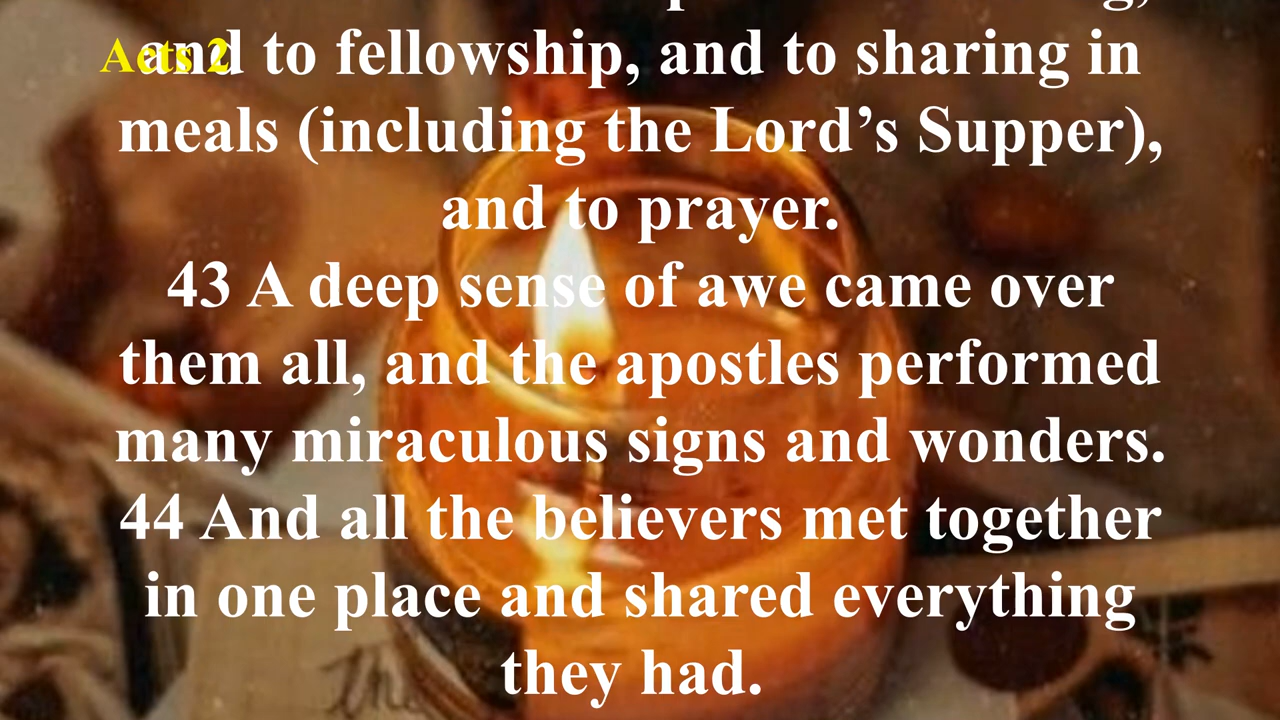 Acts 2
and to fellowship, and to sharing in
meals (including the Lord’s Supper),
and to prayer.
43 A deep sense of awe came over
them all, and the apostles performed
many miraculous signs and wonders.
44 And all the believers met together
in one place and shared everything
they had.
the